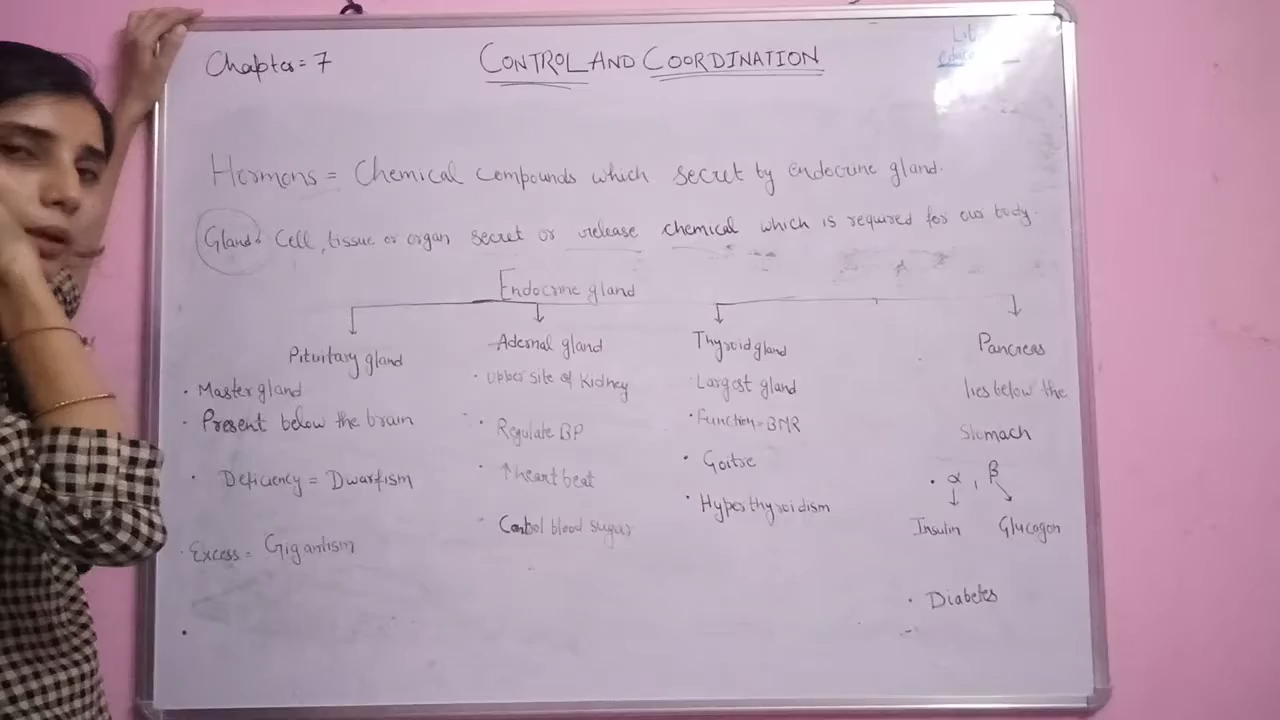 Chapter = 7
CONTROL AND COORDINATION
Hormons = Chemical compounds which secret by endocrine gland.
Gland: Cell, tissue or organ secret or release chemical which is required for our body.
Endocrine gland
Pituitary gland
• Master gland
• Present below the brain
• Deficiency = Dwarfism
• Excess = Gigantism
Adernal gland
• Upper site of Kidney
• Regulate BP
• ↑ heart beat
Control blood sugar
Thyroid gland
Largest gland
• Function = BMR
• Goitre
• Hyperthyroidism
Pancreas
lies below the
Stomach
• α, β
Insulin Glucagon
• Diabetes